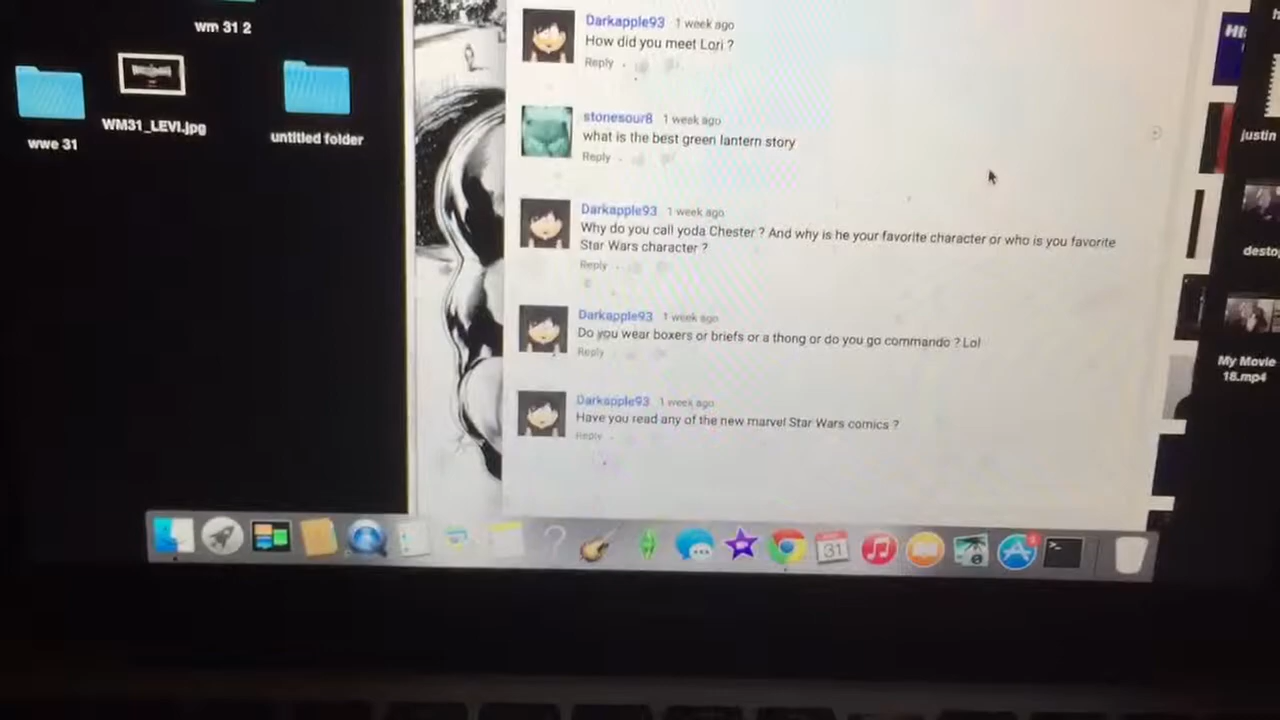 wm 31 2
WM31_LEVI.jpg
wwe 31
untitled folder
Darkapple93 1 week ago
How did you meet Lori ?
Reply
stonesour8 1 week ago
what is the best green lantern story
Reply
Darkapple93 1 week ago
Why do you call yoda Chester ? And why is he your favorite character or who is you favorite
Star Wars character ?
Reply
Darkapple93 1 week ago
Do you wear boxers or briefs or a thong or do you go commando ? Lol
Reply
Darkapple93 1 week ago
Have you read any of the new marvel Star Wars comics ?
Reply
justin
desto
My Movie
18.mp4
31